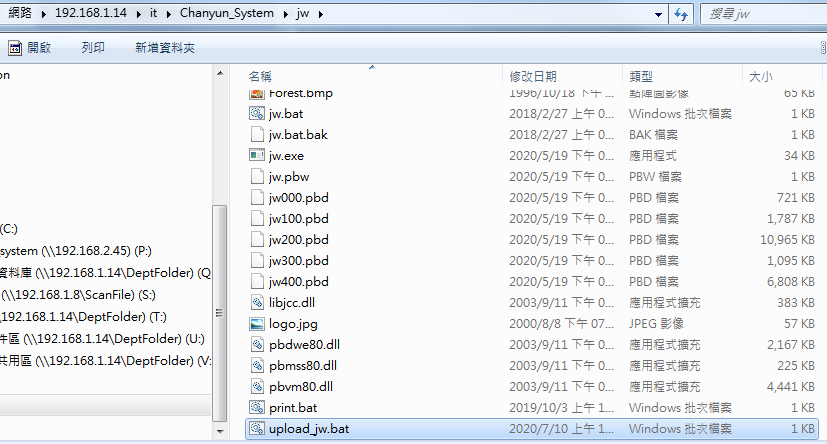 網路 ▸ 192.168.1.14 ▸ it ▸ Chanyun_System ▸ jw ▸ 搜尋 jw
開啟 列印 新增資料夾
on
名稱 修改日期 類型 大小
Forest.bmp 1996/10/18 下午 ... 點陣圖影像 65 KB
jw.bat 2018/2/27 上午 0... Windows 批次檔案 1 KB
jw.bat.bak 2018/2/27 上午 0... BAK 檔案 1 KB
jw.exe 2020/5/19 下午 0... 應用程式 34 KB
jw.pbw 2020/5/19 下午 0... PBW 檔案 1 KB
jw000.pbd 2020/5/19 下午 0... PBD 檔案 721 KB
jw100.pbd 2020/5/19 下午 0... PBD 檔案 1,787 KB
(C:)
jw200.pbd 2020/5/19 下午 0... PBD 檔案 10,965 KB
system (\\192.168.2.45) (P:)
jw300.pbd 2020/5/19 下午 0... PBD 檔案 1,095 KB
資料庫 (\\192.168.1.14\DeptFolder) (Q
jw400.pbd 2020/5/19 下午 0... PBD 檔案 6,808 KB
(\\192.168.1.8\ScanFile) (S:)
libjcc.dll 2003/9/11 下午 0... 應用程式擴充 383 KB
\\192.168.1.14\DeptFolder) (T:)
logo.jpg 2000/8/8 下午 07... JPEG 影像 57 KB
件區 (\\192.168.1.14\DeptFolder) (U:)
pbdwe80.dll 2003/9/11 下午 0... 應用程式擴充 2,167 KB
共用區 (\\192.168.1.14\DeptFolder) (V:
pbmss80.dll 2003/9/11 下午 0... 應用程式擴充 225 KB
pbvm80.dll 2003/9/11 下午 0... 應用程式擴充 4,441 KB
print.bat 2019/10/3 上午 1... Windows 批次檔案 1 KB
upload_jw.bat 2020/7/10 上午 1... Windows 批次檔案 1 KB